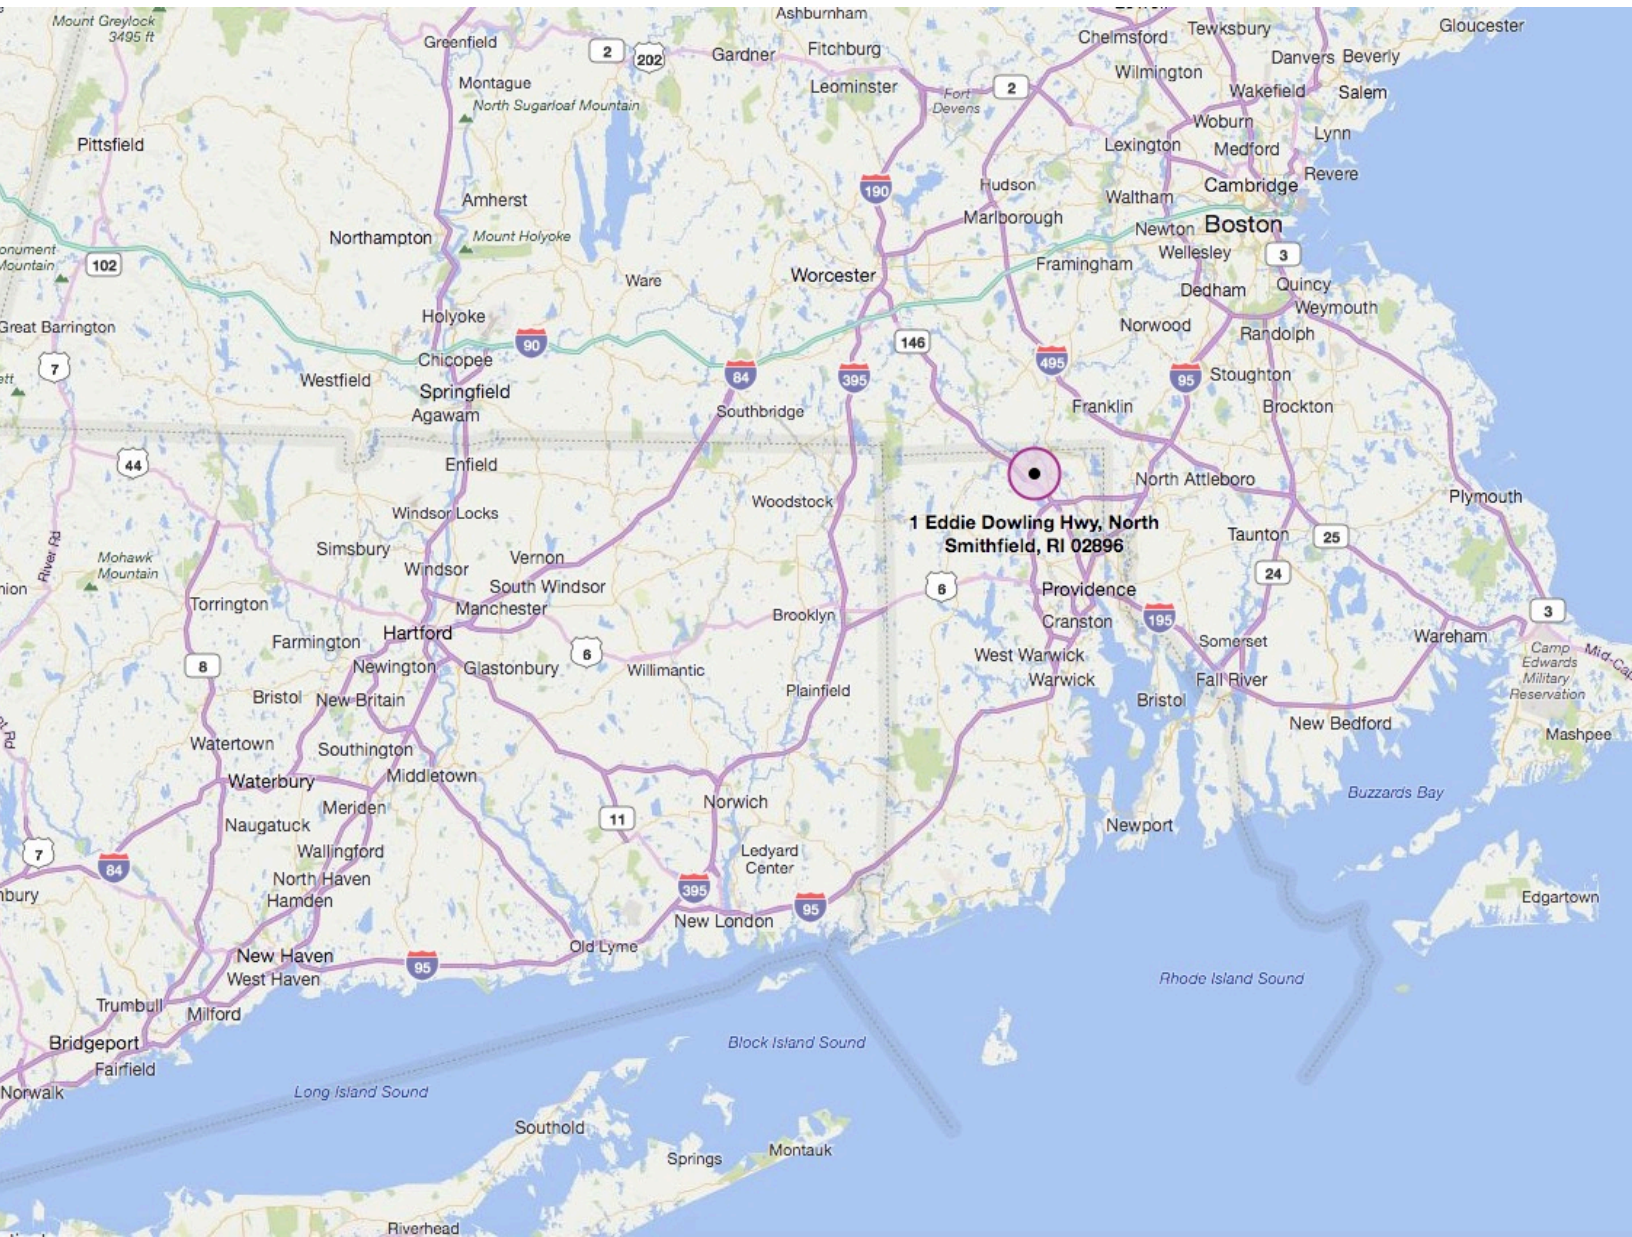 Mount Greylock
3495 ft
Ashburnham
Gloucester
Greenfield
2
202
Gardner
Fitchburg
Chelmsford
Tewksbury
Danvers
Beverly
Montague
Leominster
Wilmington
Fort
Devens
2
Wakefield
Salem
North Sugarloaf Mountain
Woburn
Lynn
Pittsfield
Lexington
Medford
Revere
190
Hudson
Cambridge
Amherst
Waltham
Marlborough
Boston
Northampton
Mount Holyoke
Newton
Wellesley
3
102
Mountain
Worcester
Framingham
Ware
Dedham
Quincy
Weymouth
Holyoke
Great Barrington
Norwood
Randolph
90
146
Chicopee
7
495
Westfield
84
395
95
Stoughton
Springfield
Agawam
Southbridge
Franklin
Brockton
44
Enfield
North Attleboro
Woodstock
Plymouth
Windsor Locks
1 Eddie Dowling Hwy, North
Smithfield, RI 02896
Taunton
25
River Rd
Mohawk
Mountain
Simsbury
Vernon
Windsor
24
South Windsor
6
Providence
Torrington
Manchester
Brooklyn
3
Hartford
Cranston
195
Farmington
Somerset
Wareham
8
Newington
Glastonbury
6
Willimantic
West Warwick
Warwick
Fall River
Camp
Edwards
Military
Reservation
Bristol
New Britain
Plainfield
Bristol
New Bedford
Mashpee
Watertown
Southington
Waterbury
Middletown
Meriden
Norwich
Buzzards Bay
11
Naugatuck
Newport
7
84
Wallingford
Ledyard
Center
North Haven
Hamden
395
95
New London
Edgartown
New Haven
Old Lyme
West Haven
95
Rhode Island Sound
Trumbull
Milford
Bridgeport
Block Island Sound
Fairfield
Norwalk
Long Island Sound
Southold
Springs
Montauk
Riverhead